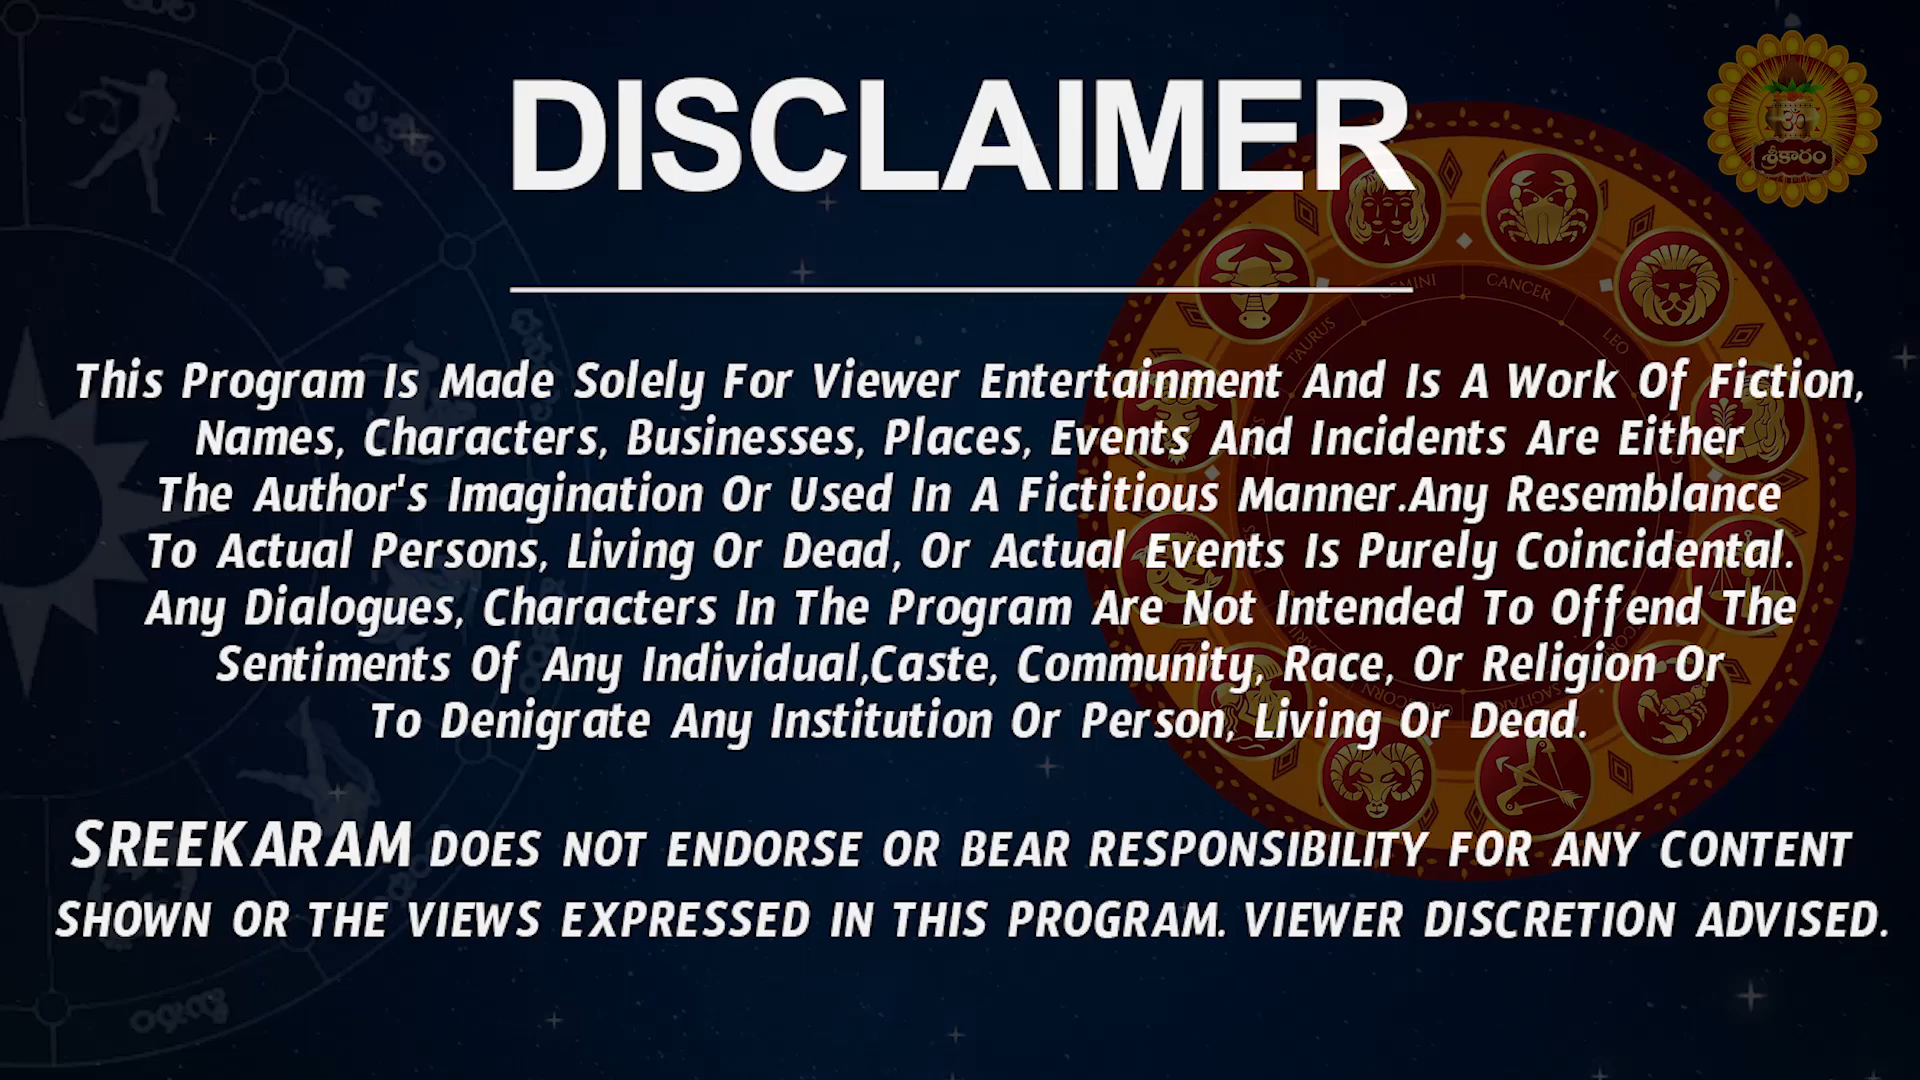 శ్రీకారం
DISCLAIMER
GEMINI
CANCER
TAURUS
LEO
This Program Is Made Solely For Viewer Entertainment And Is A Work Of Fiction,
Names, Characters, Businesses, Places, Events And Incidents Are Either
The Author's Imagination Or Used In A Fictitious Manner.Any Resemblance
To Actual Persons, Living Or Dead, Or Actual Events Is Purely Coincidental.
Any Dialogues, Characters In The Program Are Not Intended To Offend The
Sentiments Of Any Individual,Caste, Community, Race, Or Religion Or
To Denigrate Any Institution Or Person, Living Or Dead.
SREEKARAM DOES NOT ENDORSE OR BEAR RESPONSIBILITY FOR ANY CONTENT
SHOWN OR THE VIEWS EXPRESSED IN THIS PROGRAM. VIEWER DISCRETION ADVISED.